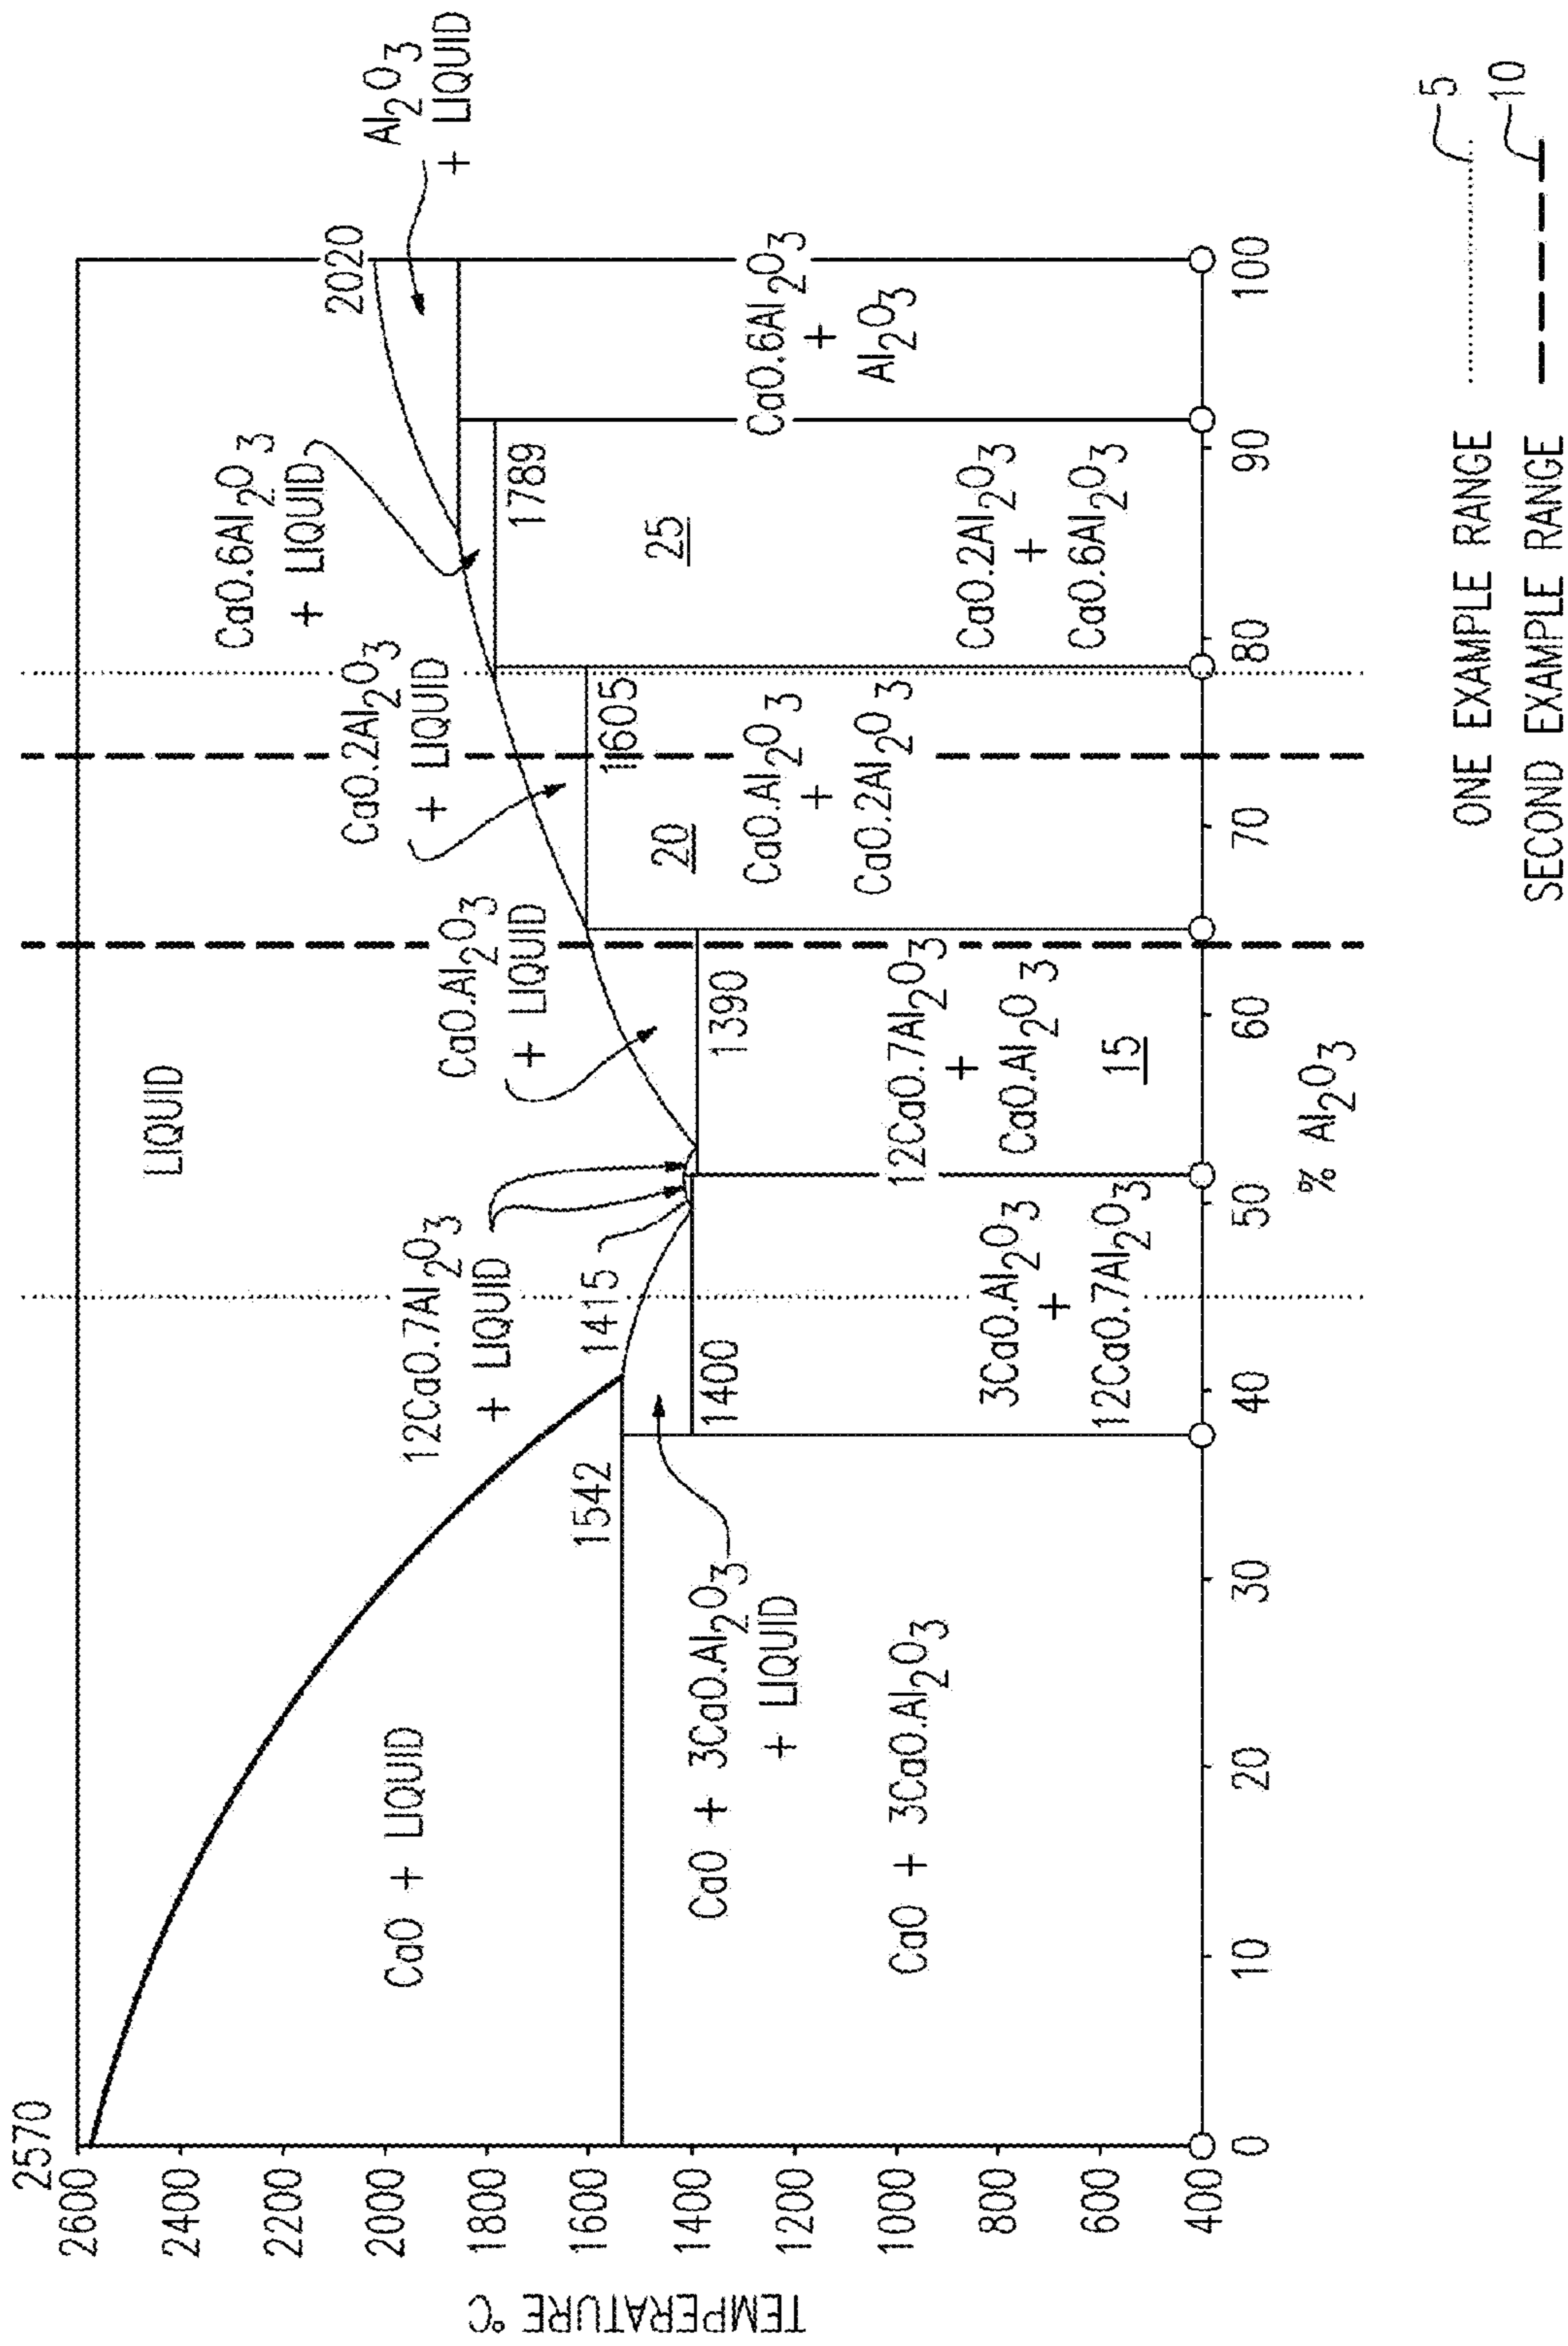 2570
2600
2400
2200
2000
1800
1600
1400
1200
1000
800
600
400
TEMPERATURE °C
0
10
20
30
40
50
60
70
80
90
100
% Al₂O₃
LIQUID
CaO + LIQUID
1542
CaO + 3CaO.Al₂O₃
+ LIQUID
CaO + 3CaO.Al₂O₃
12CaO.7Al₂O₃
+ LIQUID
1415
1400
3CaO.Al₂O₃
+
12CaO.7Al₂O₃
CaO.Al₂O₃
+ LIQUID
1390
12CaO.7Al₂O₃
+
CaO.Al₂O₃
15
CaO.2Al₂O₃
+ LIQUID
1605
20
CaO.Al₂O₃
+
CaO.2Al₂O₃
CaO.6Al₂O₃
+ LIQUID
1789
25
CaO.2Al₂O₃
+
CaO.6Al₂O₃
2020
Al₂O₃
+ LIQUID
CaO.6Al₂O₃
+
Al₂O₃
ONE EXAMPLE RANGE 5
SECOND EXAMPLE RANGE 10